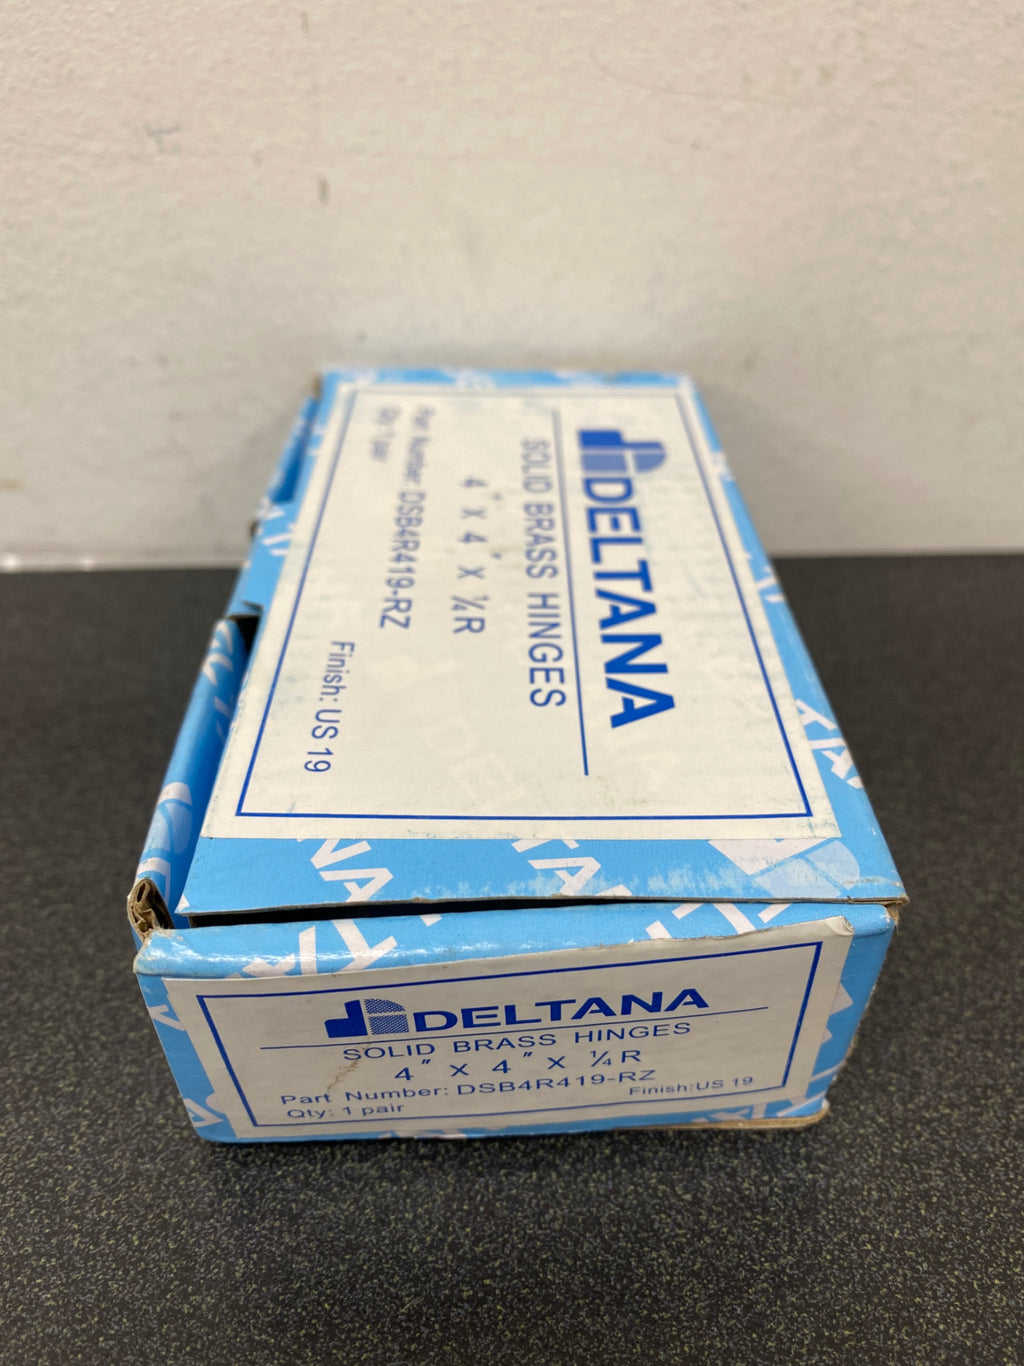 DELTANA
SOLID BRASS HINGES
4" X 4" X ¼R
Part Number: DSB4R419-RZ
Qty: 1 pair
Finish: US 19
DELTANA
SOLID BRASS HINGES
4" X 4" X ¼R
Part Number: DSB4R419-RZ
Qty: 1 pair
Finish:US 19